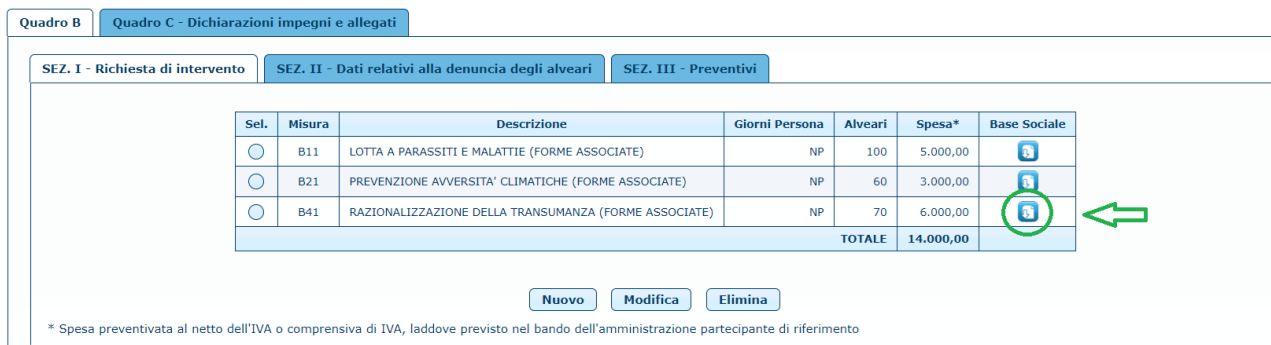 Quadro B Quadro C - Dichiarazioni impegni e allegati
SEZ. I - Richiesta di intervento SEZ. II - Dati relativi alla denuncia degli alveari SEZ. III - Preventivi
Sel. Misura Descrizione Giorni Persona Alveari Spesa* Base Sociale
B11 LOTTA A PARASSITI E MALATTIE (FORME ASSOCIATE) NP 100 5.000,00
B21 PREVENZIONE AVVERSITA' CLIMATICHE (FORME ASSOCIATE) NP 60 3.000,00
B41 RAZIONALIZZAZIONE DELLA TRANSUMANZA (FORME ASSOCIATE) NP 70 6.000,00
TOTALE 14.000,00
Nuovo Modifica Elimina
* Spesa preventivata al netto dell'IVA o comprensiva di IVA, laddove previsto nel bando dell'amministrazione partecipante di riferimento